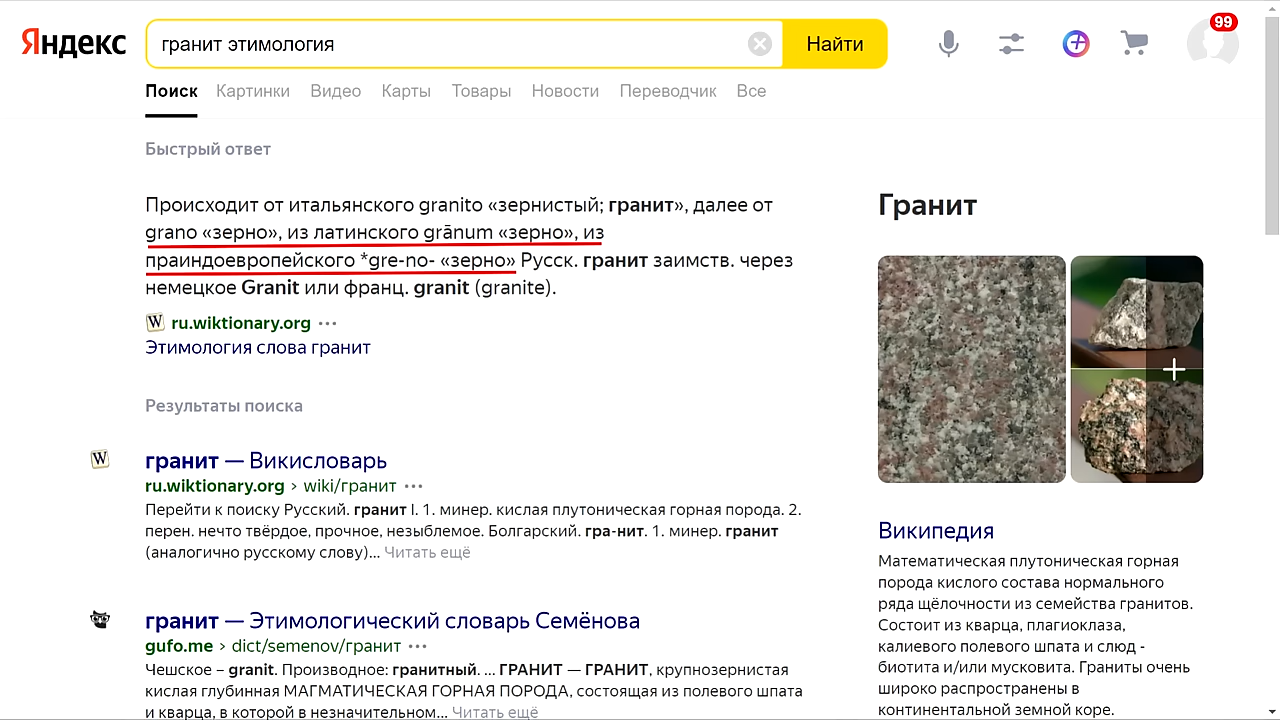 Яндекс
гранит этимология
Найти
99
Поиск Картинки Видео Карты Товары Новости Переводчик Все
Быстрый ответ
Происходит от итальянского granito «зернистый; гранит», далее от
grano «зерно», из латинского grānum «зерно», из
праиндоевропейского *gre-no- «зерно» Русск. гранит заимств. через
немецкое Granit или франц. granit (granite).
W ru.wiktionary.org ···
Этимология слова гранит
Результаты поиска
W гранит — Викисловарь
ru.wiktionary.org › wiki/гранит ···
Перейти к поиску Русский. гранит I. 1. минер. кислая плутоническая горная порода. 2.
перен. нечто твёрдое, прочное, незыблемое. Болгарский. гра-нит. 1. минер. гранит
(аналогично русскому слову)... Читать ещё
гранит — Этимологический словарь Семёнова
gufo.me › dict/semenov/гранит ···
Чешское – granit. Производное: гранитный. ... ГРАНИТ — ГРАНИТ, крупнозернистая
кислая глубинная МАГМАТИЧЕСКАЯ ГОРНАЯ ПОРОДА, состоящая из полевого шпата
и кварца, в которой в незначительном... Читать ещё
Гранит
Википедия
Математическая плутоническая горная
порода кислого состава нормального
ряда щёлочности из семейства гранитов.
Состоит из кварца, плагиоклаза,
калиевого полевого шпата и слюд -
биотита и/или мусковита. Граниты очень
широко распространены в
континентальной земной коре.